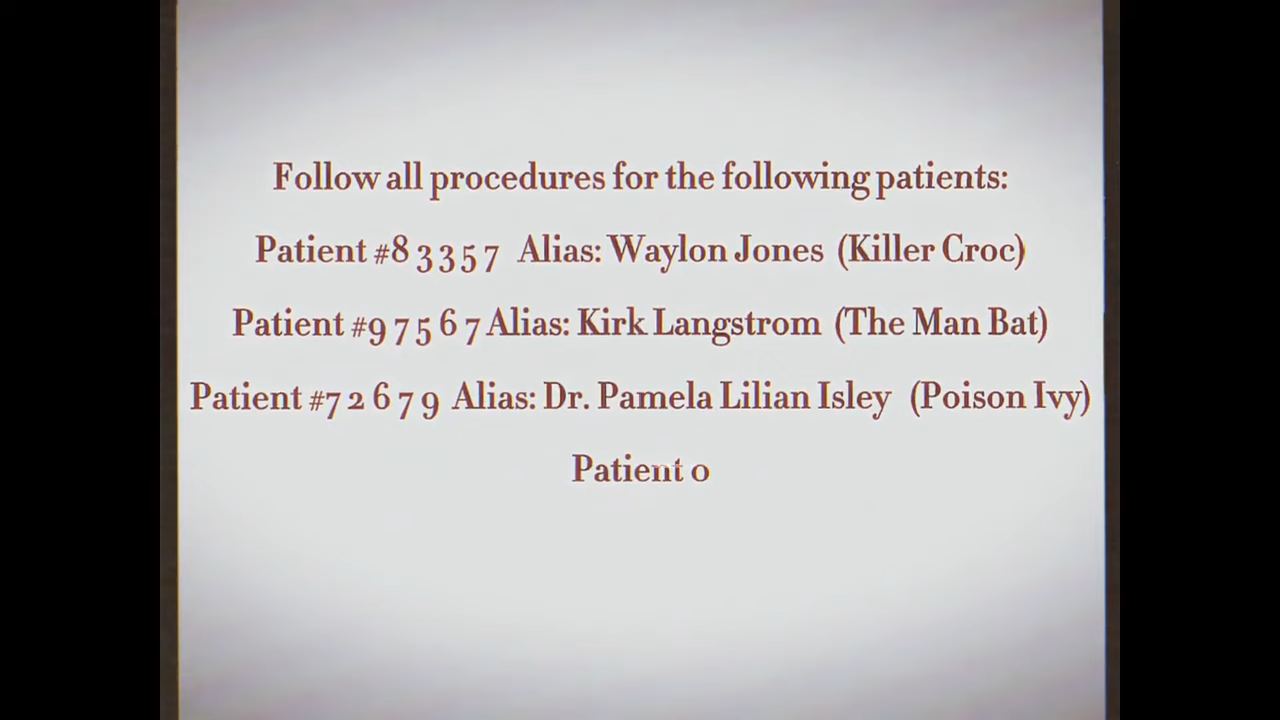 Follow all procedures for the following patients:
Patient #8 3 3 5 7 Alias: Waylon Jones (Killer Croc)
Patient #9 7 5 6 7 Alias: Kirk Langstrom (The Man Bat)
Patient #7 2 6 7 9 Alias: Dr. Pamela Lilian Isley (Poison Ivy)
Patient 0